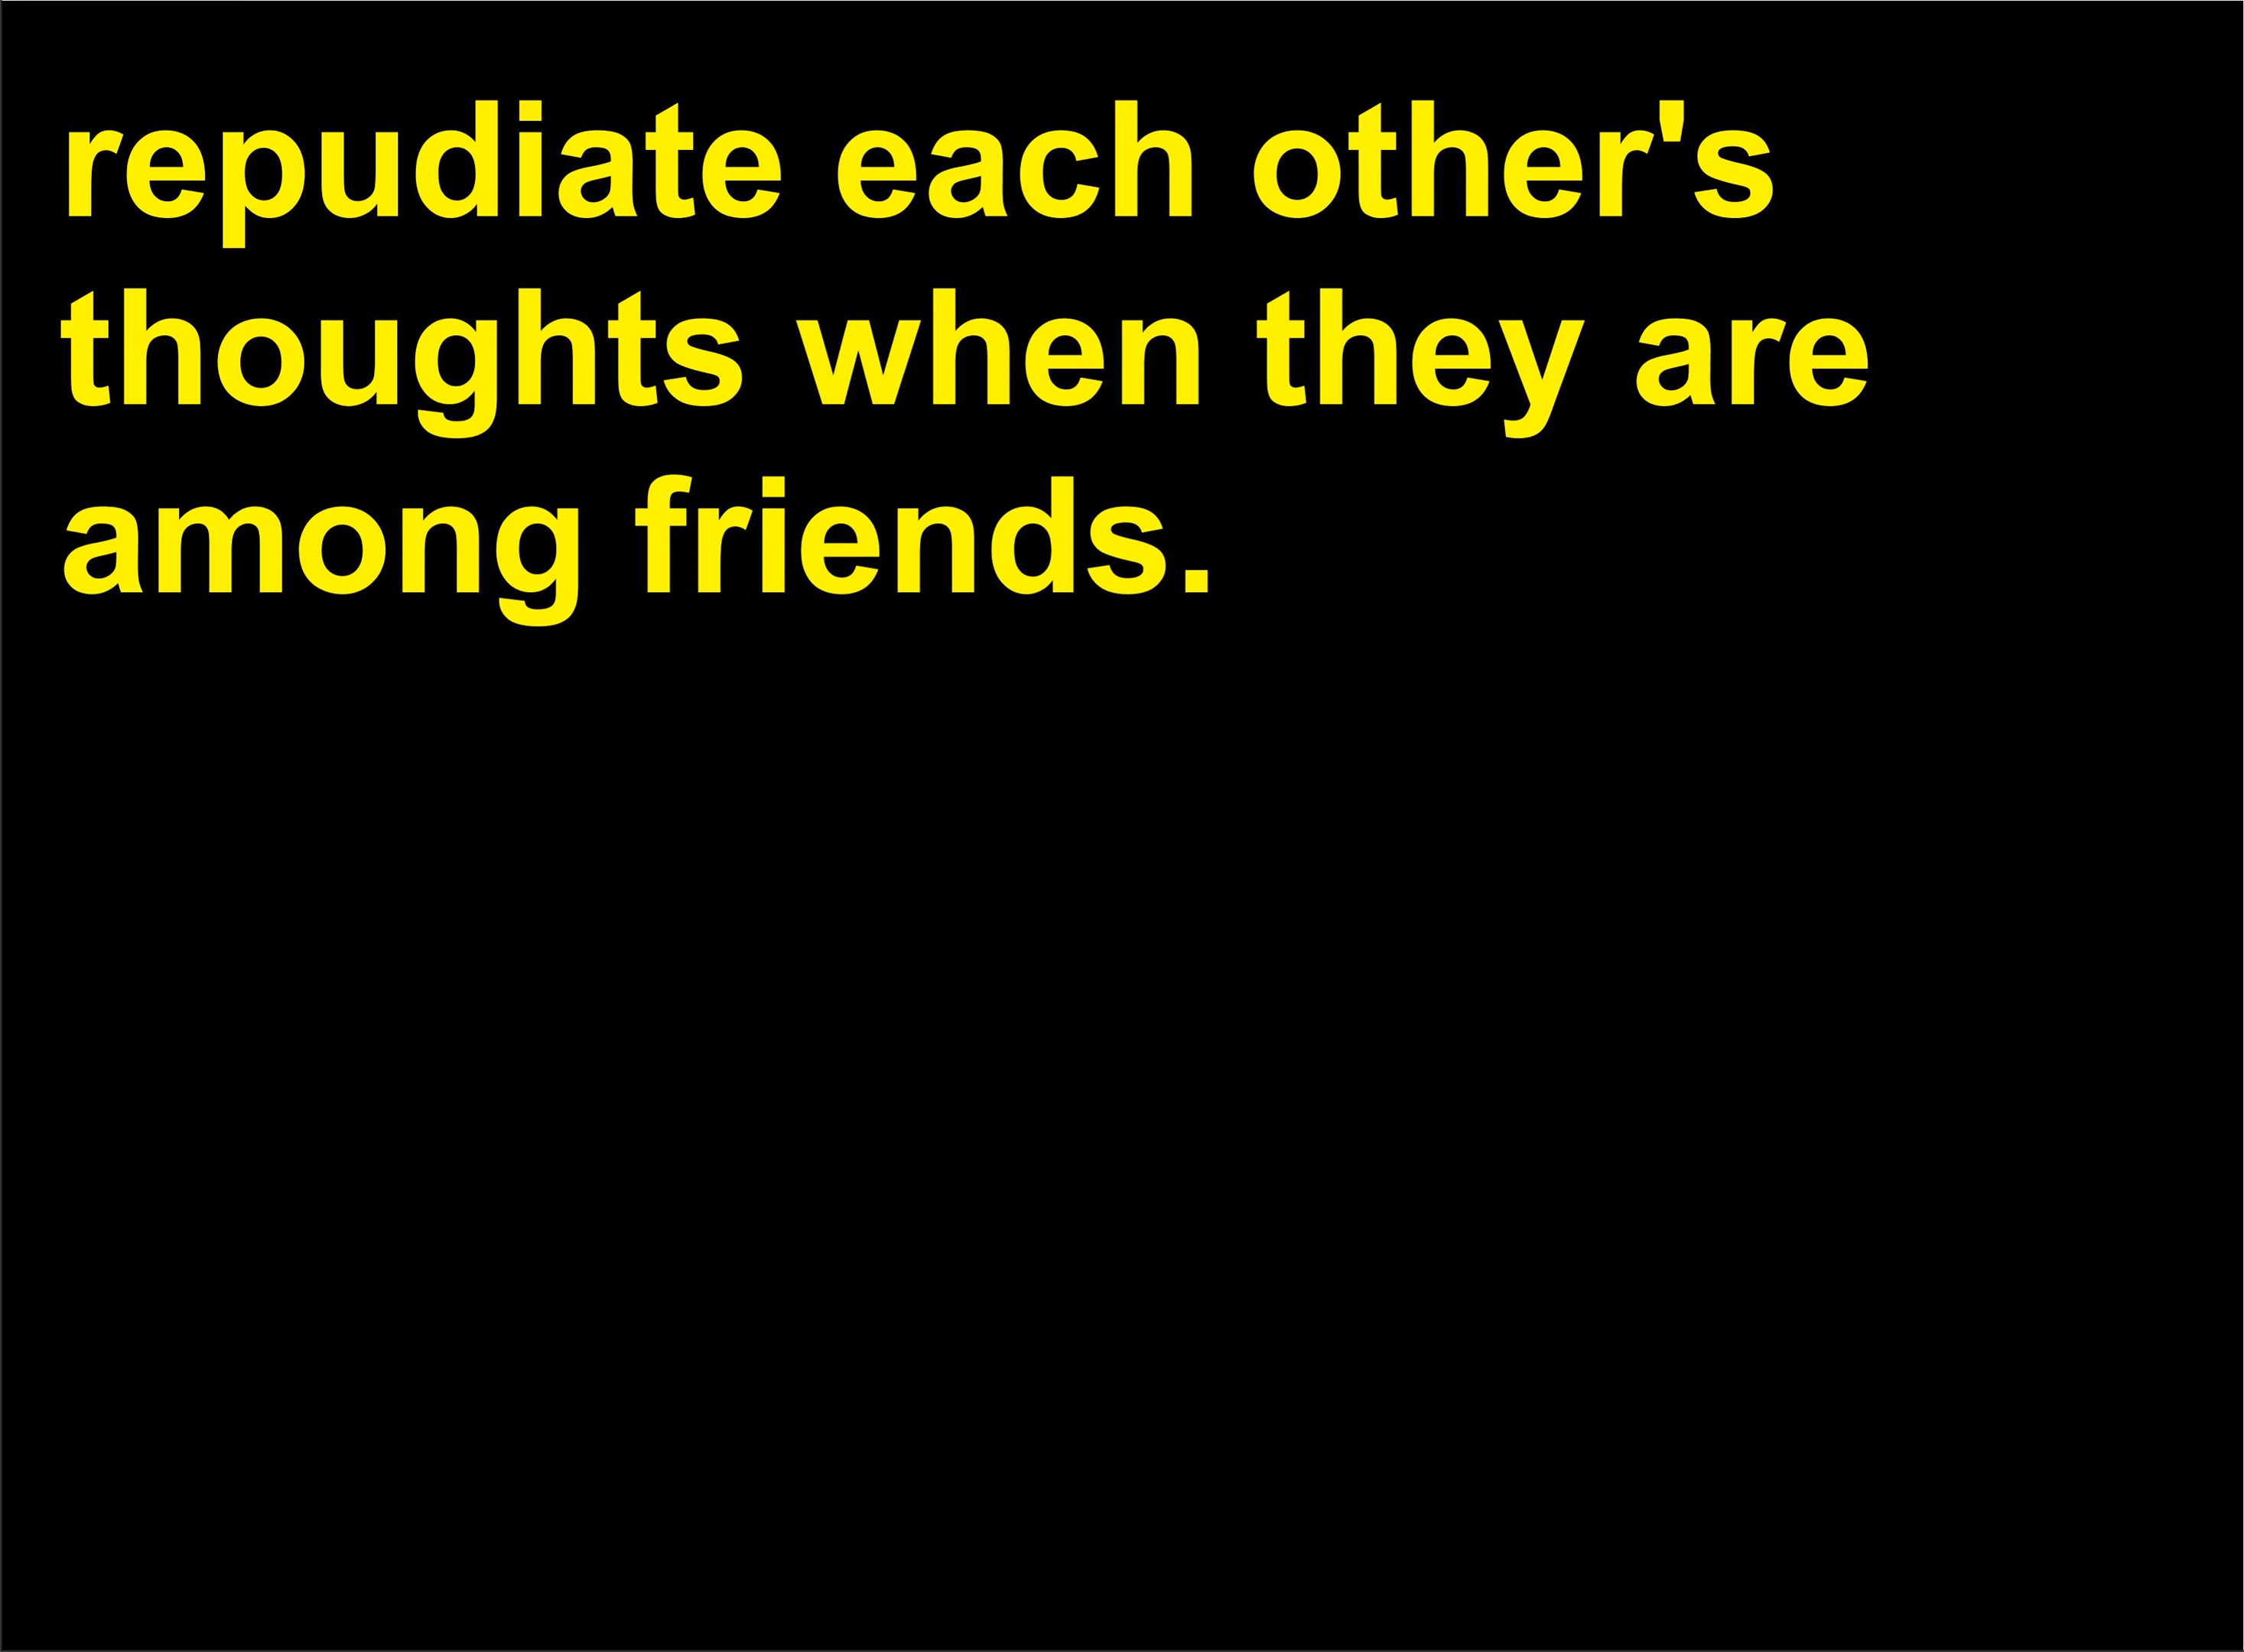 repudiate each other's
thoughts when they are
among friends.